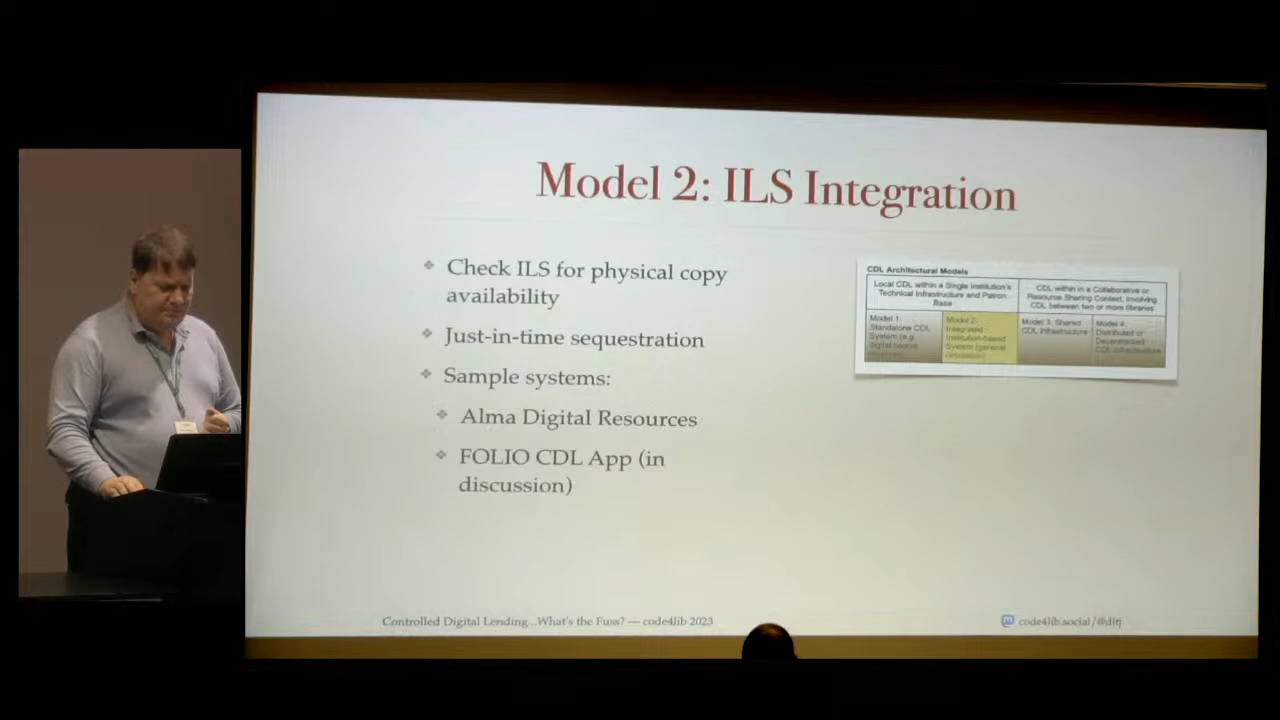 Model 2: ILS Integration
❖ Check ILS for physical copy
availability
❖ Just-in-time sequestration
❖ Sample systems:
❖ Alma Digital Resources
❖ FOLIO CDL App (in
discussion)
CDL Architectural Models
Local CDL within a Single Institution's
Technical Infrastructure and Patron
Base
CDL within in a Collaborative or
Resource Sharing Context, Involving
CDL between two or more libraries
Model 1:
Standalone CDL
System (e.g.
digital course
Model 2:
Integrated
Institution-based
System (general
circulation)
Model 3. Shared
CDL Infrastructure
Model 4.
Distributed or
Decentralized
CDL Infrastructure
Controlled Digital Lending...What's the Fuss? — code4lib 2023
code4lib.social/@dltj